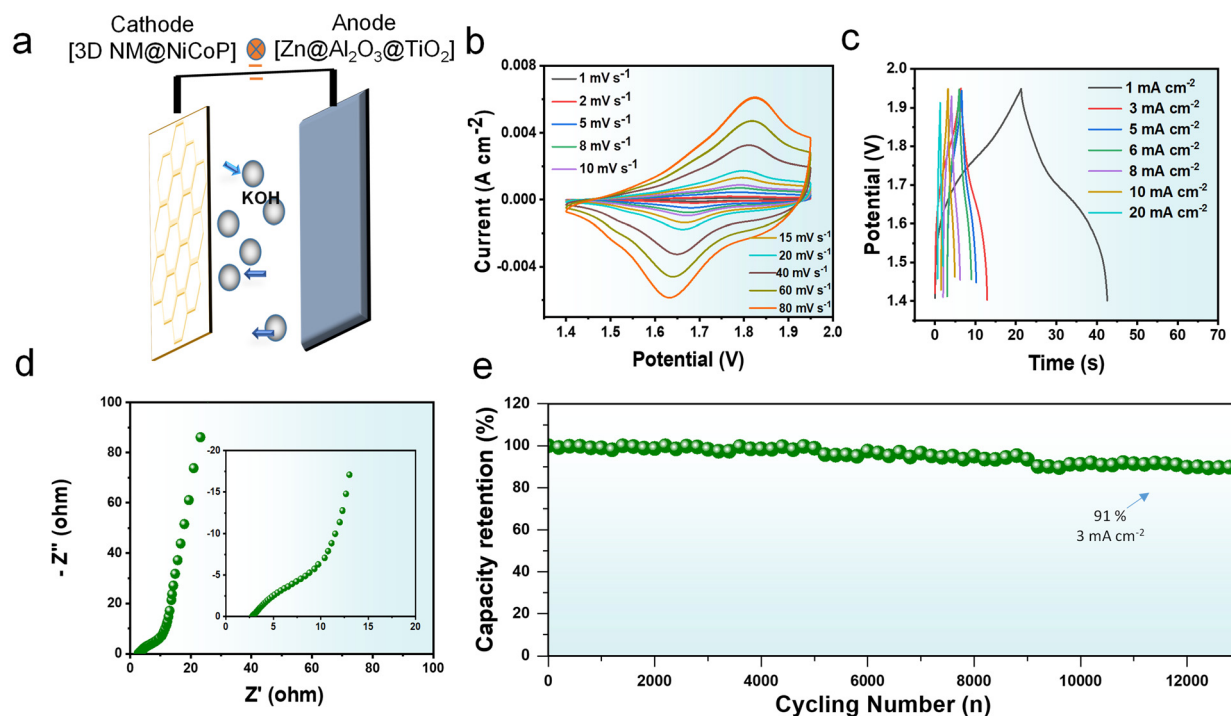 a
Cathode
[3D NM@NiCoP]
Anode
[Zn@Al₂O₃@TiO₂]
KOH
b
0.008
0.004
0.000
-0.004
Current (A cm⁻²)
1 mV s⁻¹
2 mV s⁻¹
5 mV s⁻¹
8 mV s⁻¹
10 mV s⁻¹
15 mV s⁻¹
20 mV s⁻¹
40 mV s⁻¹
60 mV s⁻¹
80 mV s⁻¹
1.4 1.5 1.6 1.7 1.8 1.9 2.0
Potential (V)
c
2.0
1.9
1.8
1.7
1.6
1.5
1.4
Potential (V)
1 mA cm⁻²
3 mA cm⁻²
5 mA cm⁻²
6 mA cm⁻²
8 mA cm⁻²
10 mA cm⁻²
20 mA cm⁻²
0 10 20 30 40 50 60 70
Time (s)
d
100
80
60
40
20
0
- Z'' (ohm)
-20
-15
-10
-5
0
0 5 10 15 20
0 20 40 60 80 100
Z' (ohm)
e
120
100
80
60
40
20
0
Capacity retention (%)
91 %
3 mA cm⁻²
0 2000 4000 6000 8000 10000 12000
Cycling Number (n)